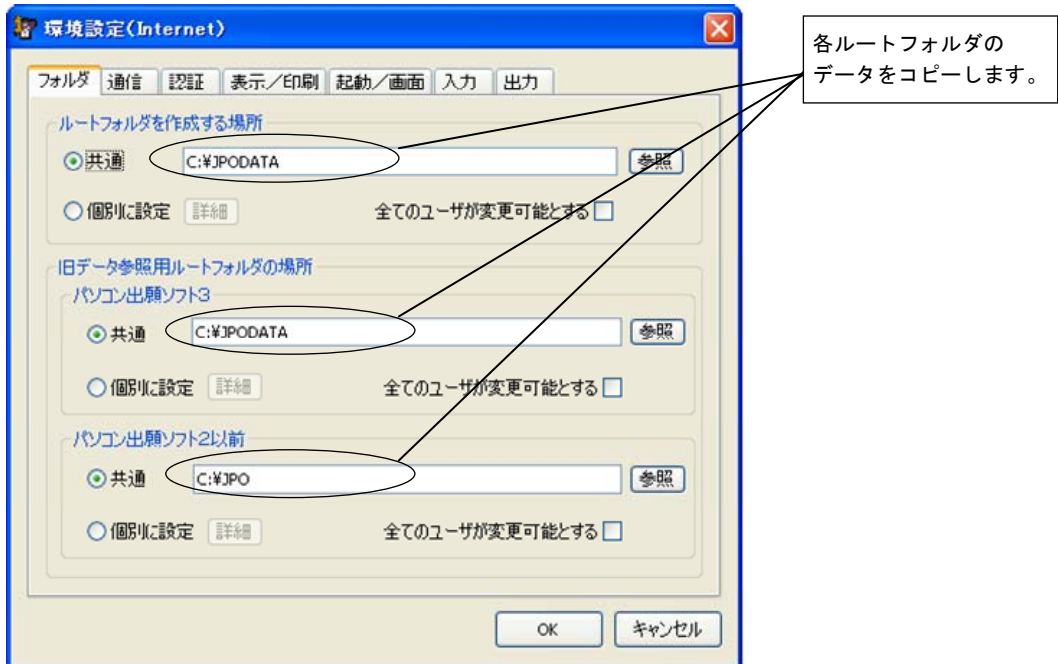 環境設定(Internet)
各ルートフォルダの
データをコピーします。
フォルダ 通信 認証 表示/印刷 起動/画面 入力 出力
ルートフォルダを作成する場所
共通 C:¥JPODATA 参照
個別に設定 詳細 全てのユーザが変更可能とする
旧データ参照用ルートフォルダの場所
パソコン出願ソフト3
共通 C:¥JPODATA 参照
個別に設定 詳細 全てのユーザが変更可能とする
パソコン出願ソフト2以前
共通 C:¥JPO 参照
個別に設定 詳細 全てのユーザが変更可能とする
OK キャンセル